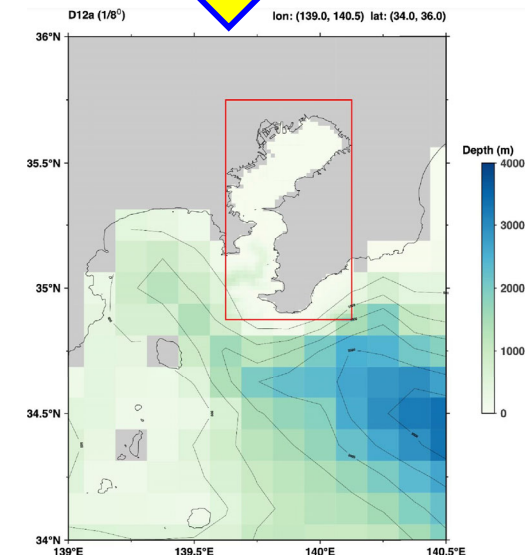 D12a (1/8⁰) lon: (139.0, 140.5) lat: (34.0, 36.0)
36°N
35.5°N
35°N
34.5°N
34°N
139°E 139.5°E 140°E 140.5°E
Depth (m)
4000
3000
2000
1000
0